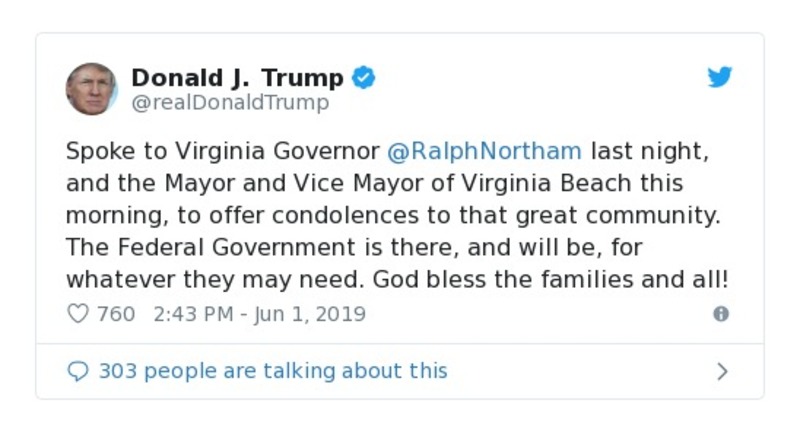 Donald J. Trump
@realDonaldTrump
Spoke to Virginia Governor @RalphNortham last night,
and the Mayor and Vice Mayor of Virginia Beach this
morning, to offer condolences to that great community.
The Federal Government is there, and will be, for
whatever they may need. God bless the families and all!
760 2:43 PM - Jun 1, 2019
303 people are talking about this